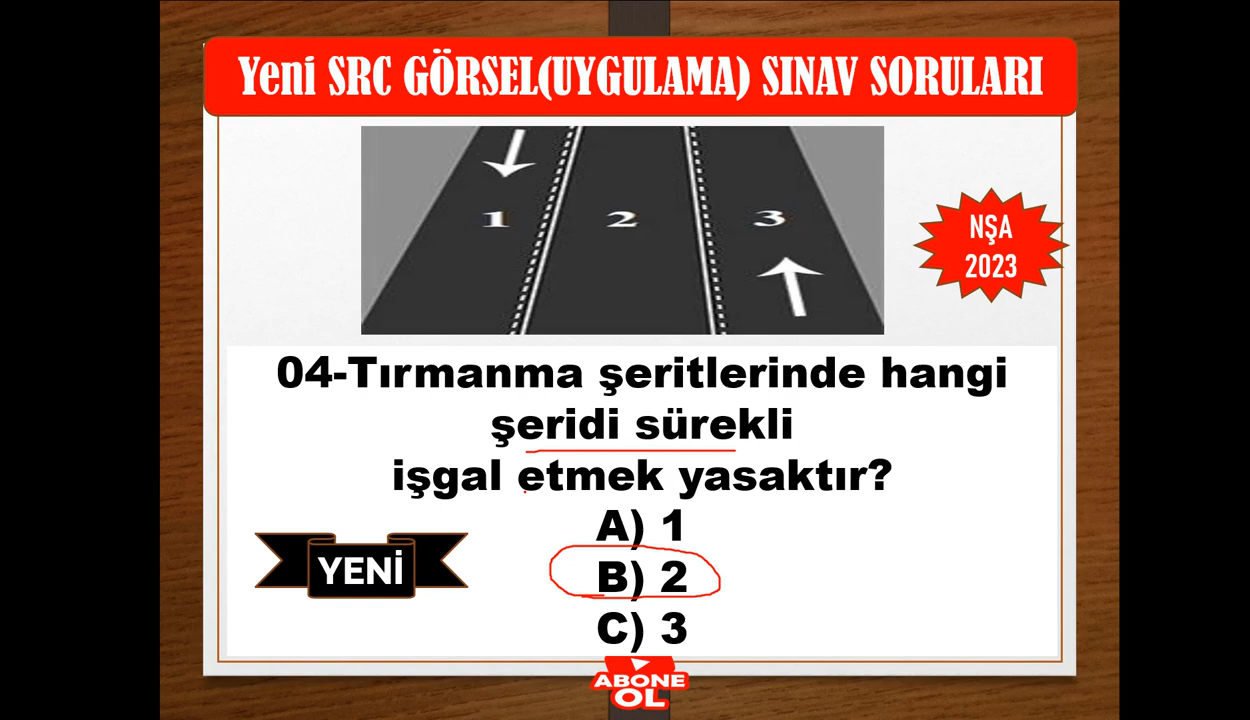 Yeni SRC GÖRSEL(UYGULAMA) SINAV SORULARI
1 2 3
NŞA
2023
04-Tırmanma şeritlerinde hangi
şeridi sürekli
işgal etmek yasaktır?
A) 1
YENİ
B) 2
C) 3
ABONE
OL